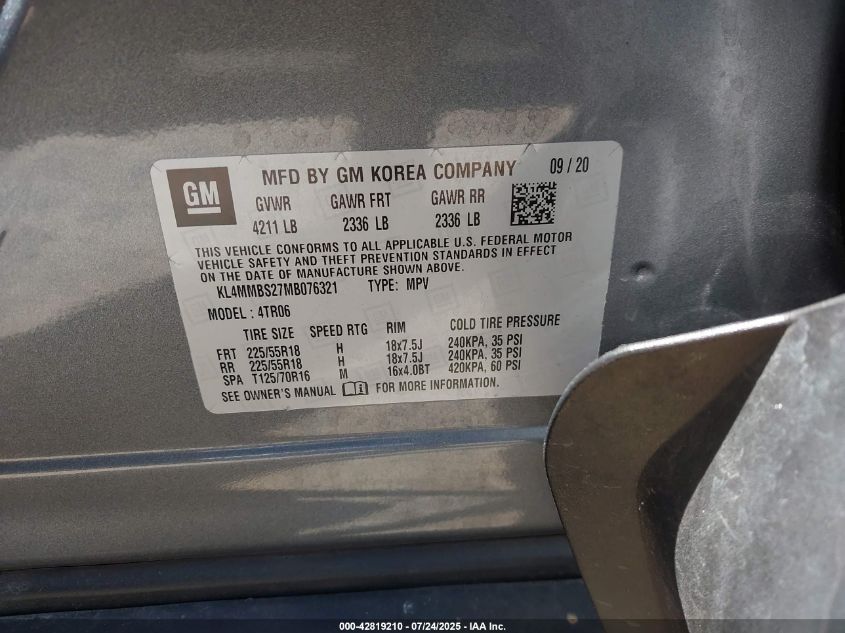 GM
MFD BY GM KOREA COMPANY 09 / 20
GVWR GAWR FRT GAWR RR
4211 LB 2336 LB 2336 LB
THIS VEHICLE CONFORMS TO ALL APPLICABLE U.S. FEDERAL MOTOR
VEHICLE SAFETY AND THEFT PREVENTION STANDARDS IN EFFECT
ON THE DATE OF MANUFACTURE SHOWN ABOVE.
KL4MMBS27MB076321 TYPE: MPV
MODEL : 4TR06
TIRE SIZE SPEED RTG RIM COLD TIRE PRESSURE
FRT 225/55R18 H 18x7.5J 240KPA, 35 PSI
RR 225/55R18 H 18x7.5J 240KPA, 35 PSI
SPA T125/70R16 M 16x4.0BT 420KPA, 60 PSI
SEE OWNER'S MANUAL FOR MORE INFORMATION.
000-42819210 - 07/24/2025 - IAA Inc.